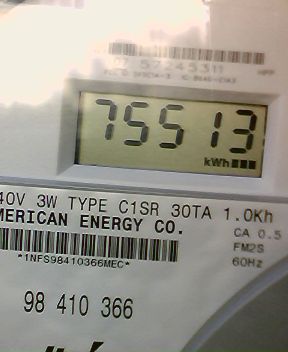 57245311
75513
kWh
40V 3W TYPE C1SR 30TA 1.0Kh
MERICAN ENERGY CO.
CA 0.5
FM2S
*1NFS98410366MEC*
60Hz
98 410 366